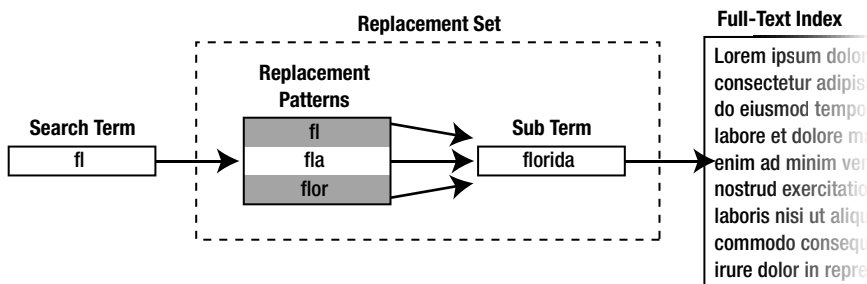 Replacement Set
Full-Text Index
Replacement
Patterns
Search Term
fl
fl
fla
flor
Sub Term
florida
Lorem ipsum dolor
consectetur adipis
do eiusmod tempo
labore et dolore ma
enim ad minim ven
nostrud exercitatio
laboris nisi ut aliqu
commodo consequ
irure dolor in repre